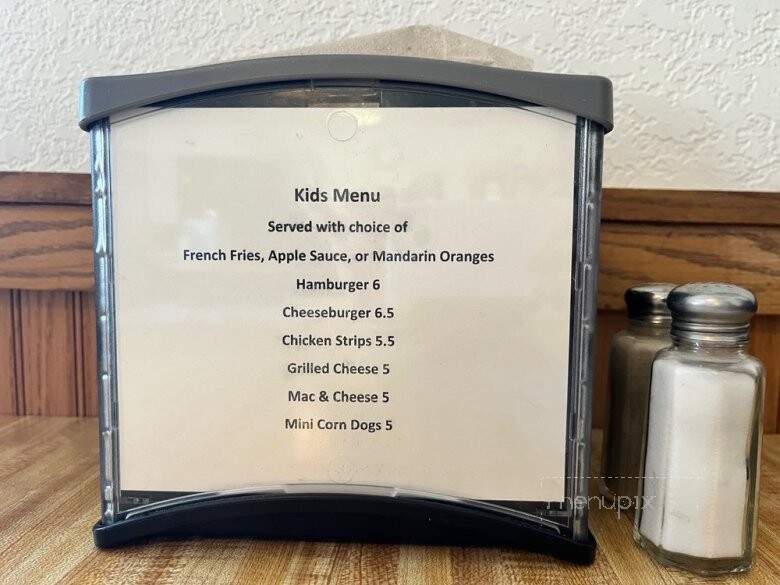 Kids Menu
Served with choice of
French Fries, Apple Sauce, or Mandarin Oranges
Hamburger 6
Cheeseburger 6.5
Chicken Strips 5.5
Grilled Cheese 5
Mac & Cheese 5
Mini Corn Dogs 5
menupix